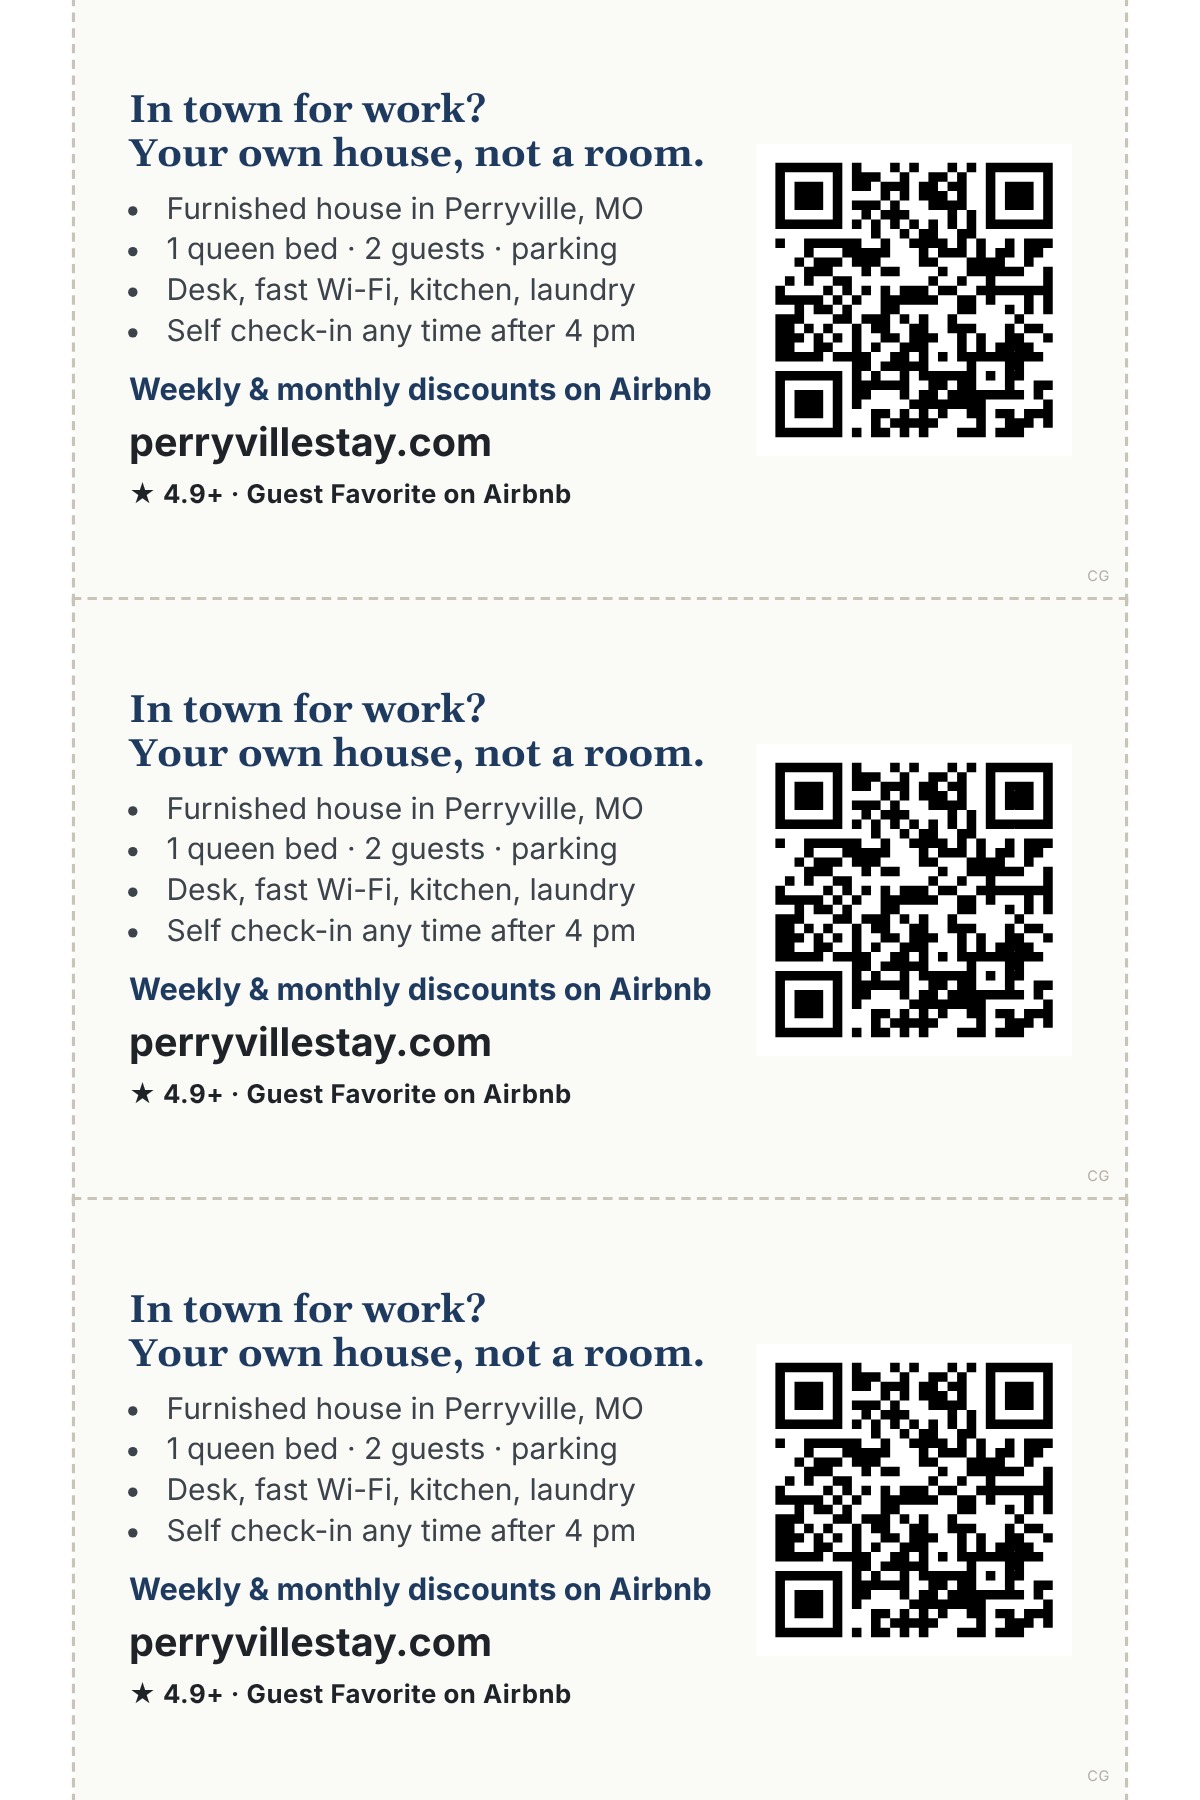 In town for work?
Your own house, not a room.
• Furnished house in Perryville, MO
• 1 queen bed · 2 guests · parking
• Desk, fast Wi-Fi, kitchen, laundry
• Self check-in any time after 4 pm
Weekly & monthly discounts on Airbnb
perryvillestay.com
★ 4.9+ · Guest Favorite on Airbnb
CG
In town for work?
Your own house, not a room.
• Furnished house in Perryville, MO
• 1 queen bed · 2 guests · parking
• Desk, fast Wi-Fi, kitchen, laundry
• Self check-in any time after 4 pm
Weekly & monthly discounts on Airbnb
perryvillestay.com
★ 4.9+ · Guest Favorite on Airbnb
CG
In town for work?
Your own house, not a room.
• Furnished house in Perryville, MO
• 1 queen bed · 2 guests · parking
• Desk, fast Wi-Fi, kitchen, laundry
• Self check-in any time after 4 pm
Weekly & monthly discounts on Airbnb
perryvillestay.com
★ 4.9+ · Guest Favorite on Airbnb
CG